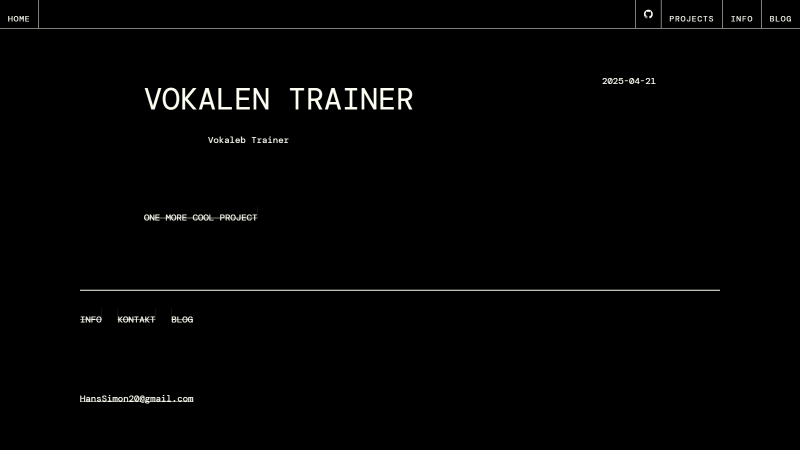 HOME
PROJECTS
INFO
BLOG
2025-04-21
VOKALEN TRAINER
Vokaleb Trainer
ONE MORE COOL PROJECT
INFO KONTAKT BLOG
HansSimon20@gmail.com